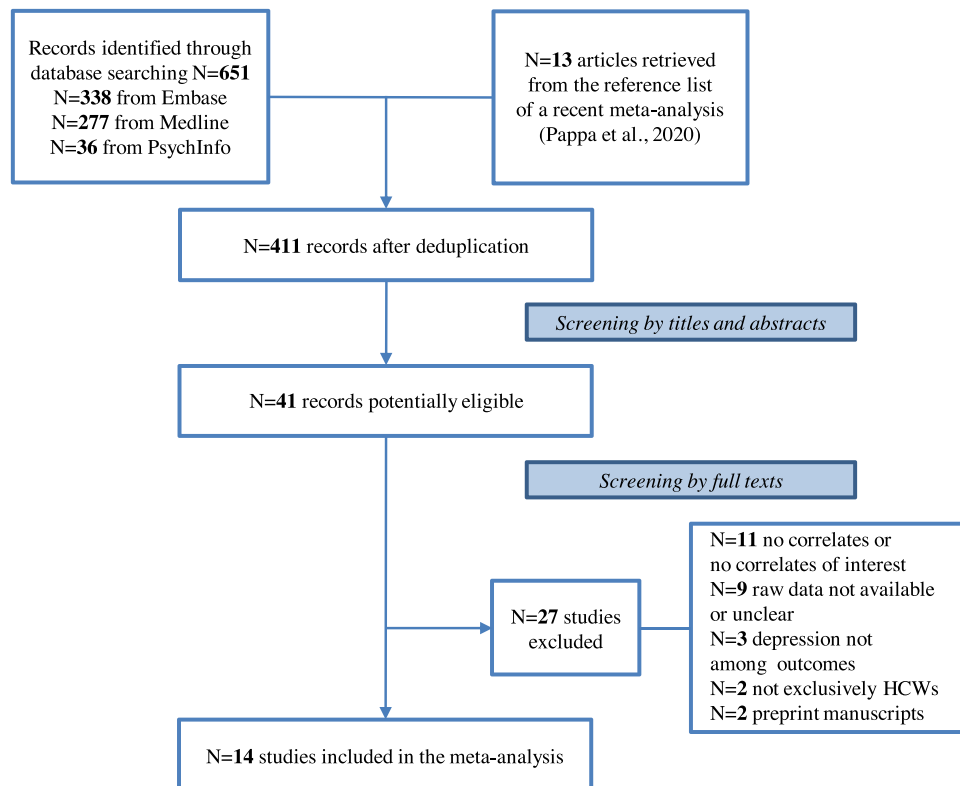 Records identified through
database searching N=651
N=338 from Embase
N=277 from Medline
N=36 from PsychInfo
N=13 articles retrieved
from the reference list
of a recent meta-analysis
(Pappa et al., 2020)
N=411 records after deduplication
Screening by titles and abstracts
N=41 records potentially eligible
Screening by full texts
N=27 studies
excluded
N=11 no correlates or
no correlates of interest
N=9 raw data not available
or unclear
N=3 depression not
among outcomes
N=2 not exclusively HCWs
N=2 preprint manuscripts
N=14 studies included in the meta-analysis